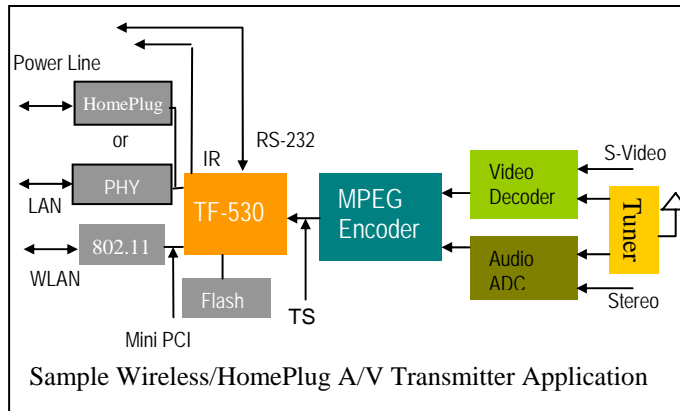 Power Line
HomePlug
or
RS-232
IR
PHY
LAN
802.11
WLAN
Mini PCI
TF-530
Flash
TS
MPEG
Encoder
Video
Decoder
Audio
ADC
S-Video
Tuner
Stereo
Sample Wireless/HomePlug A/V Transmitter Application